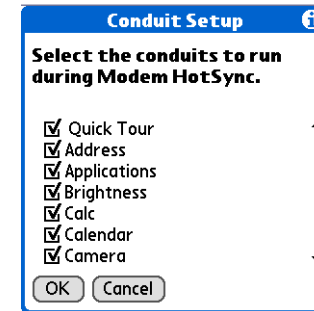 Conduit Setup
Select the conduits to run
during Modem HotSync.
Quick Tour
Address
Applications
Brightness
Calc
Calendar
Camera
OK Cancel